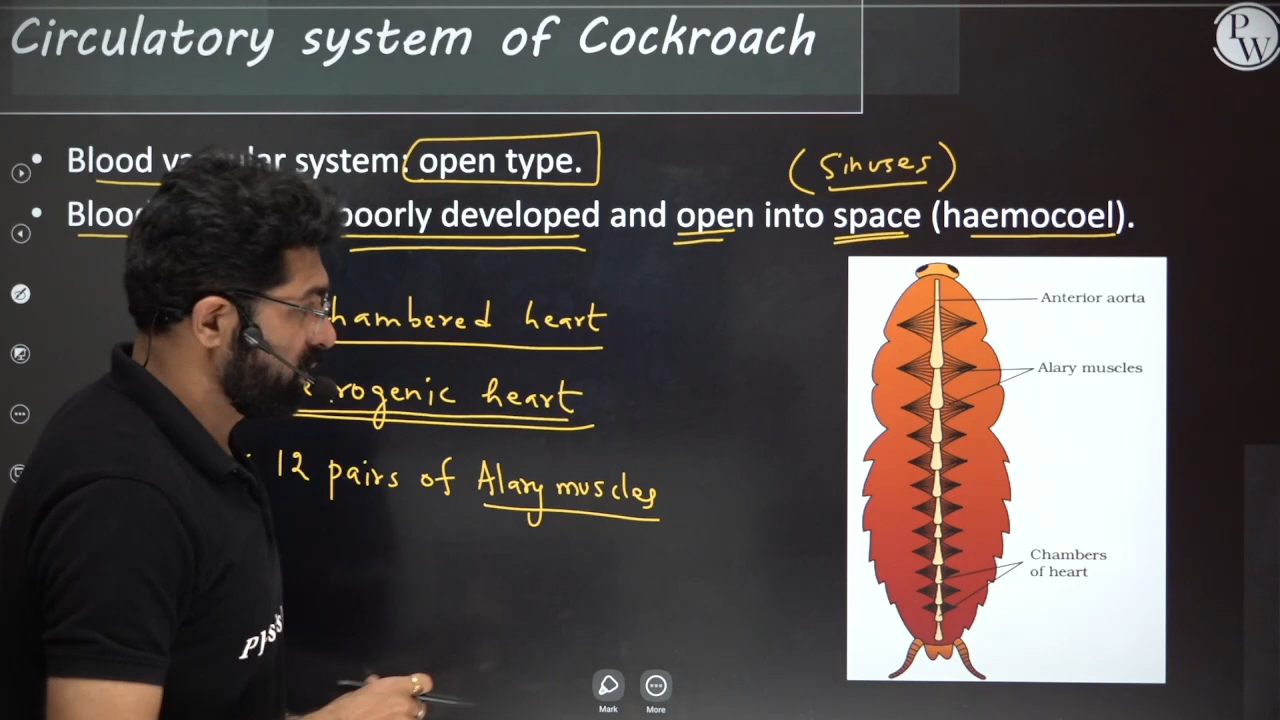 Circulatory system of Cockroach
PW
Blood system: open type.
(Sinuses)
Blood poorly developed and open into space (haemocoel).
hambered heart
rogenic heart
12 pairs of Alary muscles
Anterior aorta
Alary muscles
Chambers
of heart
Mark
More